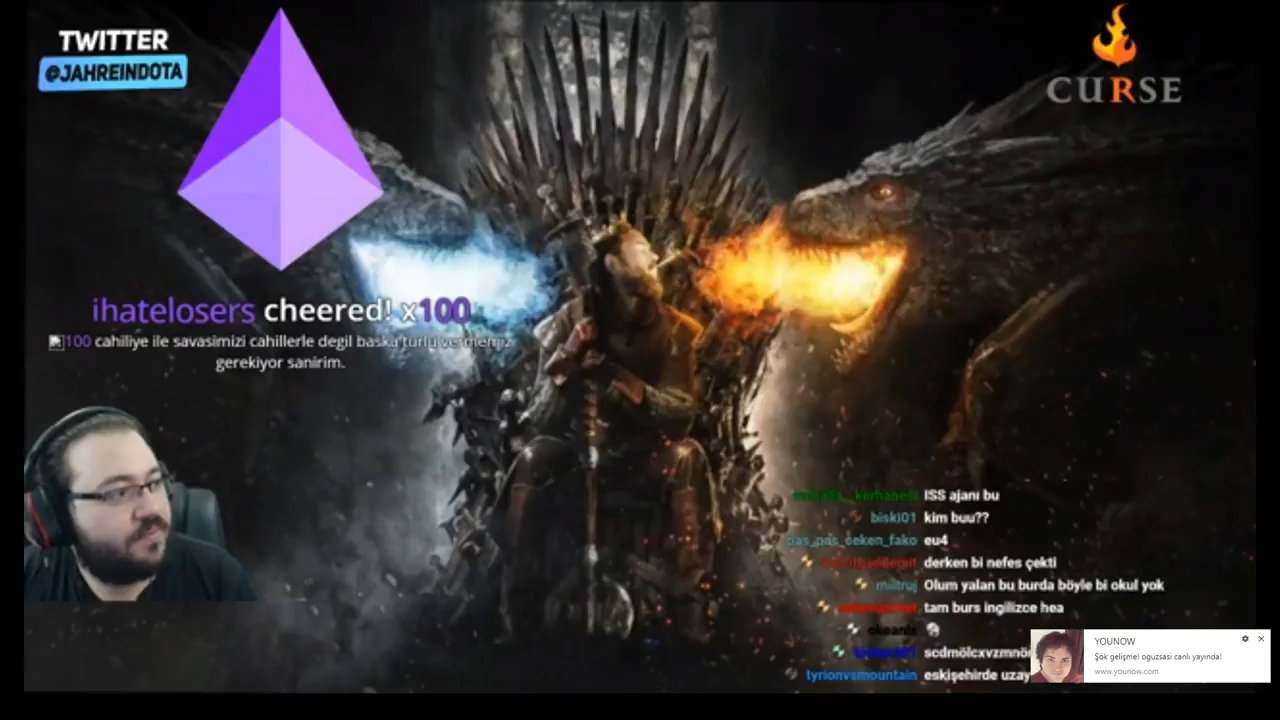 TWITTER
@JAHREINDOTA
CURSE
ihatelosers cheered! x100
100 cahiliye ile savasimizi cahillerle degil baska turlu vermemiz
gerekiyor sanirim.
ISS ajanı bu
biski01 kim buu??
pas_pas_ceken_fako eu4
derken bi nefes çekti
miltruj Olum yalan bu burda böyle bi okul yok
tam burs ingilizce hea
okeanix
scdmölcxvzmnö
tyrionvsmountain eskişehirde uzay
YOUNOW
Şok gelişme! oguzsasi canlı yayında!
www.younow.com